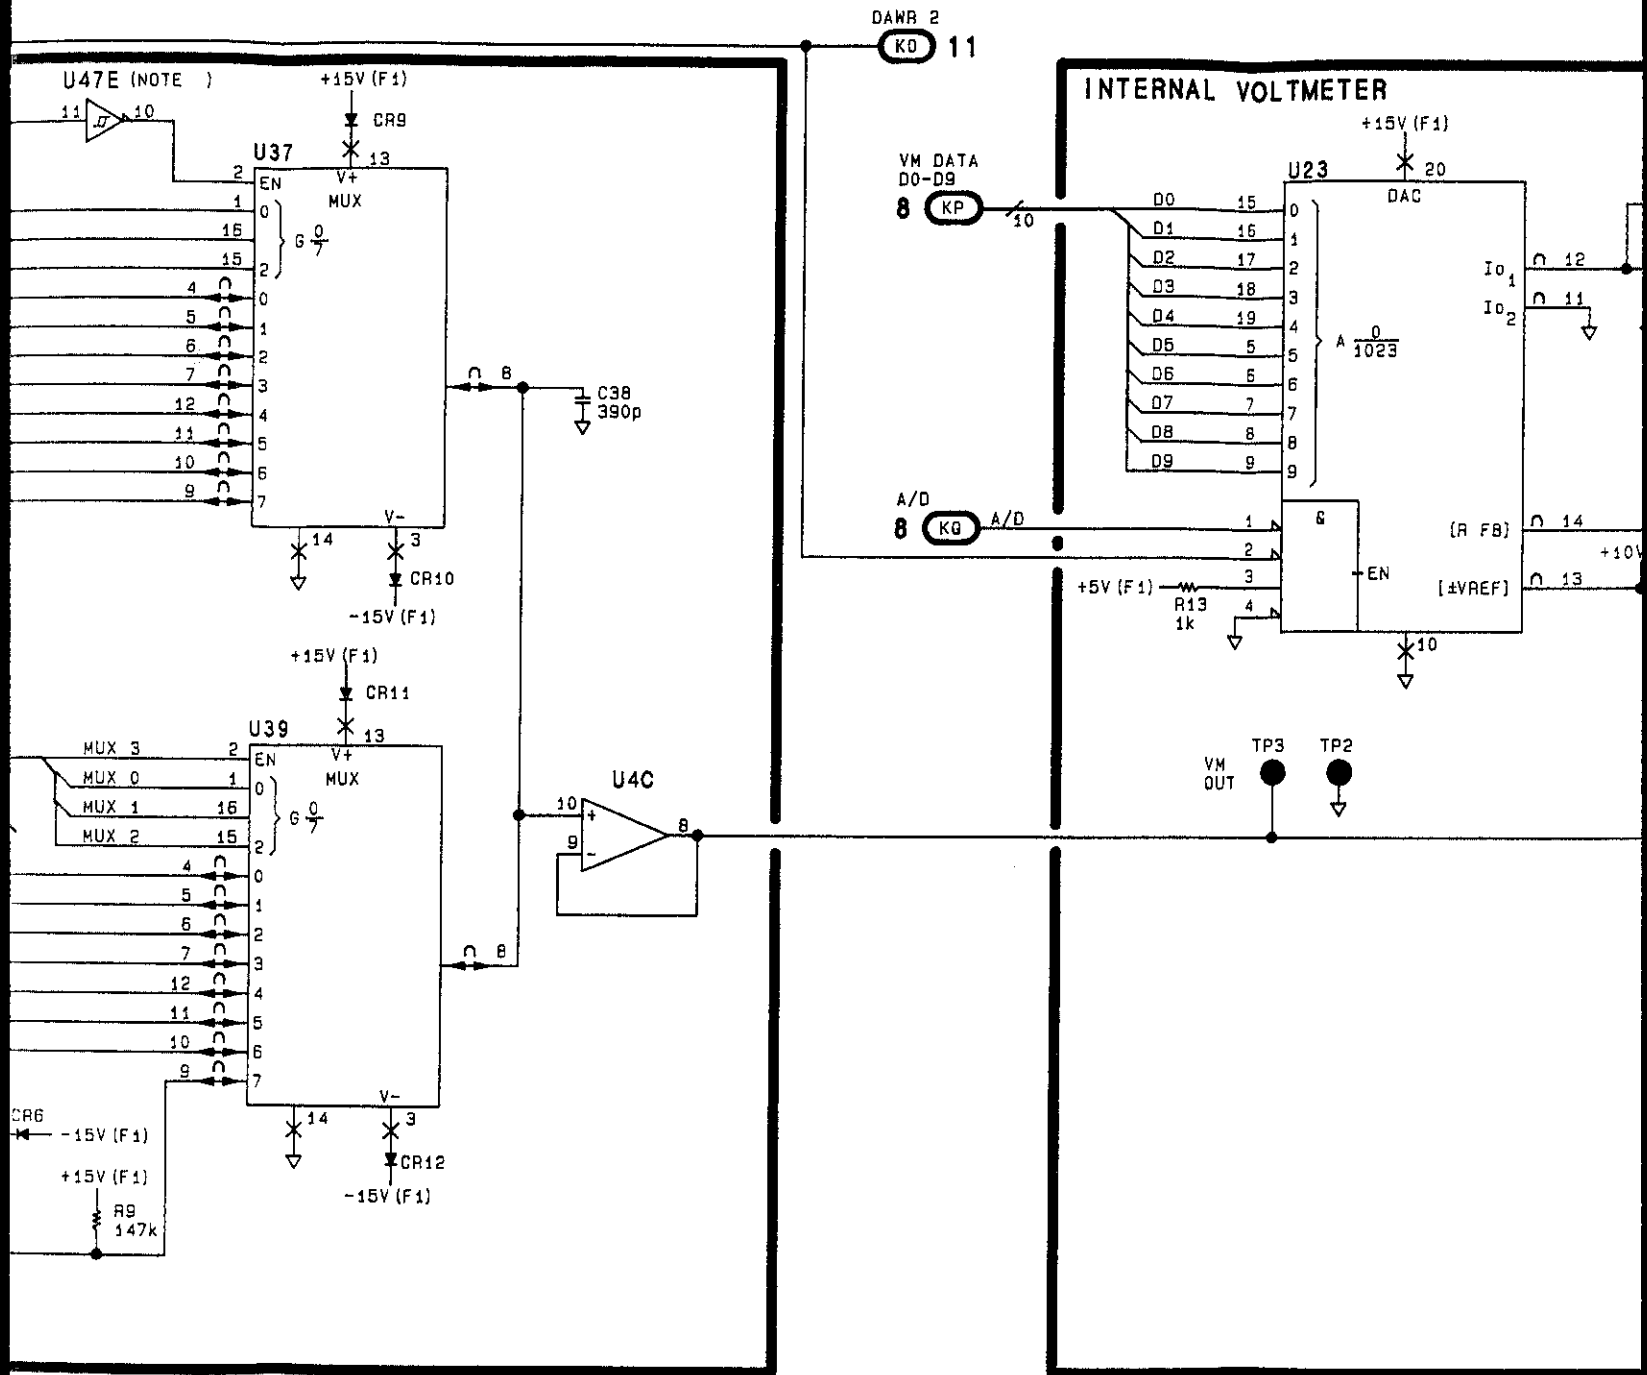 DAWR 2
KO 11
U47E (NOTE )
11 10
+15V(F1)
CR9
U37
13
V+
MUX
2 EN
1 0
16 1
15 2
G 0/7
4 0
5 1
6 2
7 3
12 4
11 5
10 6
9 7
8
C38
390p
V-
14
3
CR10
-15V(F1)
+15V(F1)
CR11
U39
13
V+
MUX
MUX 3 2 EN
MUX 0 1 0
MUX 1 16
MUX 2 15 2
G 0/7
4 0
5 1
6 2
7 3
12 4
11 5
10 6
9 7
8
V-
14
3
CR12
-15V(F1)
CR6
-15V(F1)
+15V(F1)
R9
147k
U4C
10 +
9 -
8
INTERNAL VOLTMETER
+15V(F1)
20
U23
DAC
VM DATA
D0-D9
8 KP
10
D0 15 0
D1 16 1
D2 17 2
D3 18 3
D4 19 4
D5 5 5
D6 6 6
D7 7 7
D8 8 8
D9 9 9
A 0/1023
Io1 12
Io2 11
A/D
8 KQ A/D
1
2
+5V(F1)
R13
1k
3
4
&
EN
[R FB] 14
+10V
[±VREF] 13
10
VM
OUT
TP3
TP2